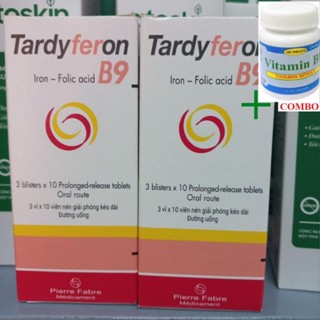 Tardyferon
Iron – Folic acid B9
3 blisters x 10 Prolonged-release tablets
Oral route
3 vỉ x 10 viên nén giải phóng kéo dài
Đường uống
Pierre Fabre
Médicament
Tardyferon
Iron – Folic acid B9
3 blisters x 10 Prolonged-release tablets
Oral route
3 vỉ x 10 viên nén giải phóng kéo dài
Đường uống
Pierre Fabre
Médicament
Vitamin
+
COMBO